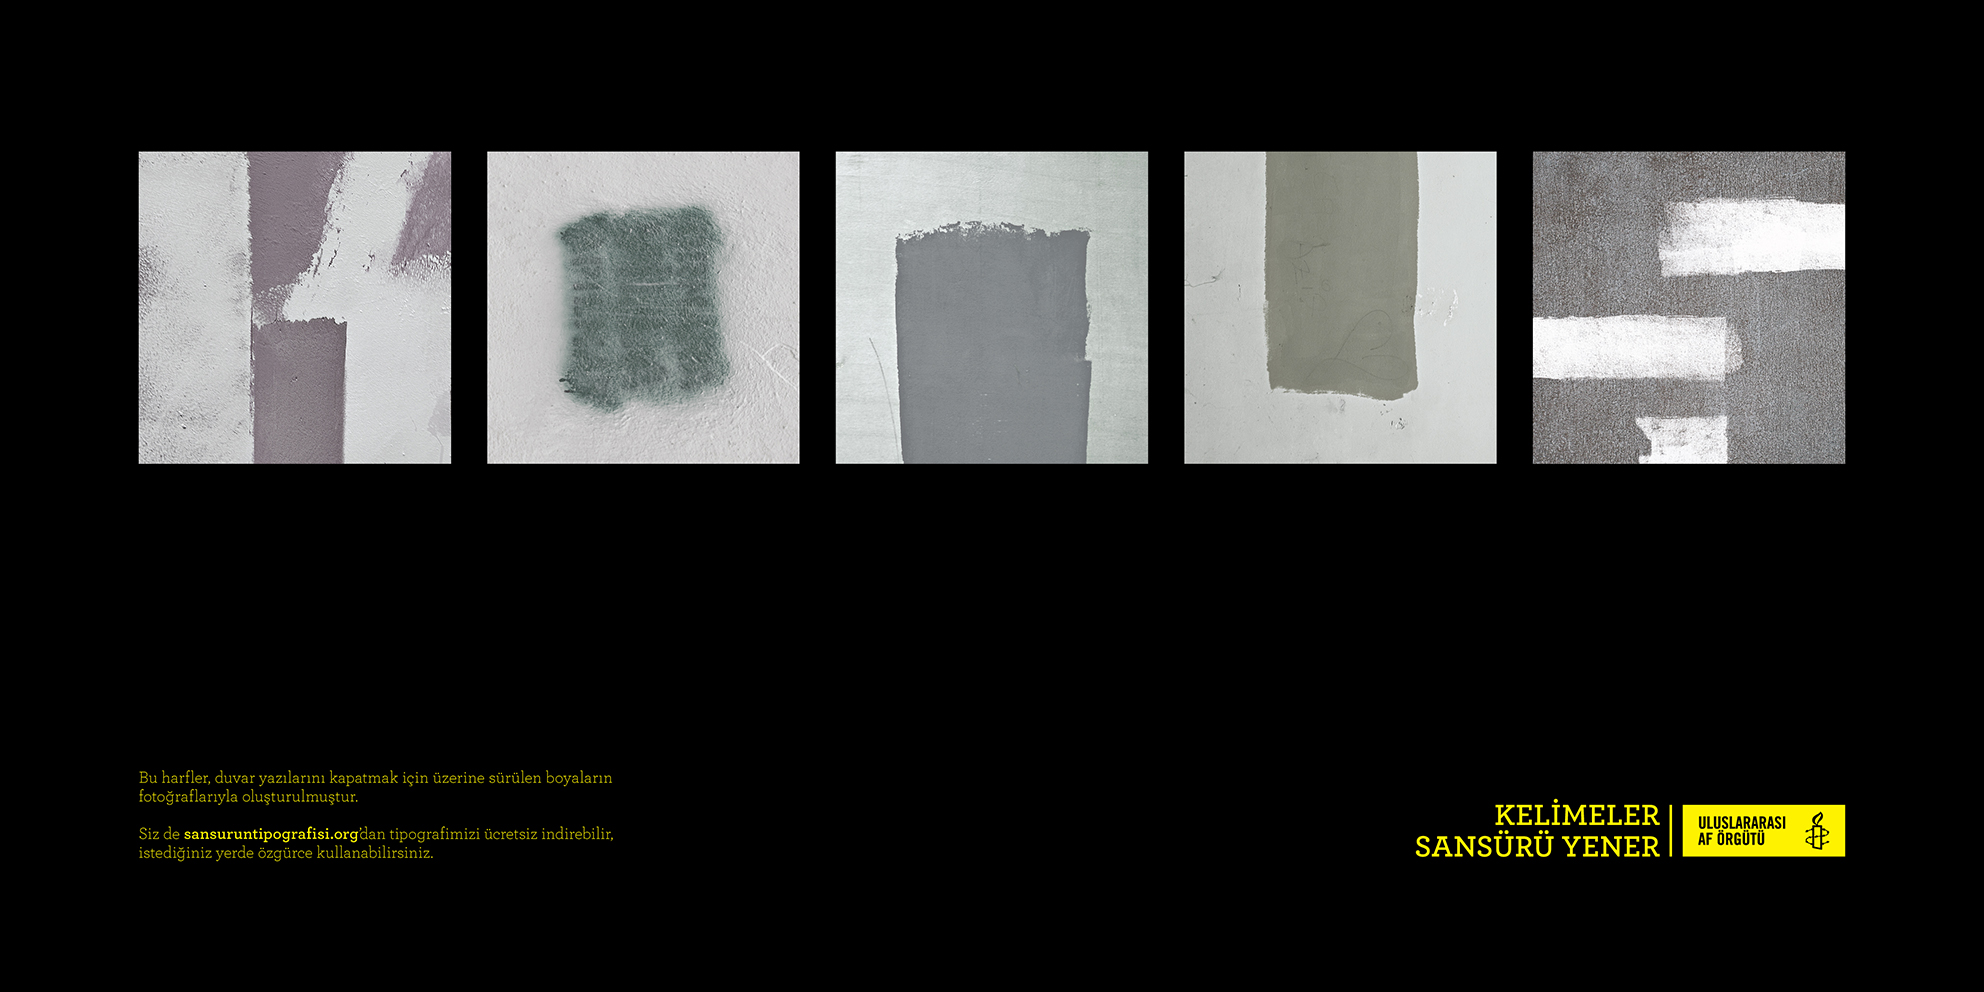 Bu harfler, duvar yazılarını kapatmak için üzerine sürülen boyaların
fotoğraflarıyla oluşturulmuştur.
Siz de sansuruntipografisi.org'dan tipografimizi ücretsiz indirebilir,
istediğiniz yerde özgürce kullanabilirsiniz.
KELİMELER
SANSÜRÜ YENER
ULUSLARARASI
AF ÖRGÜTÜ